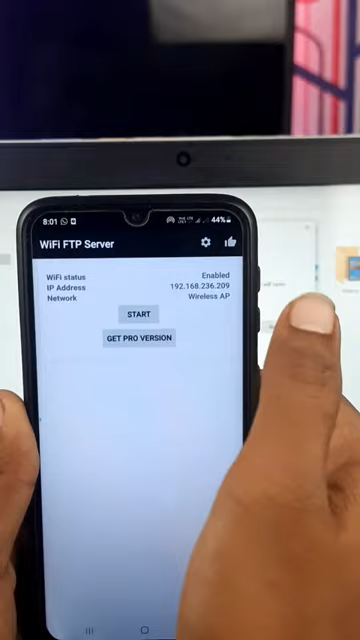 8:01
44%
WiFi FTP Server
WiFi status Enabled
IP Address 192.168.236.209
Network Wireless AP
START
GET PRO VERSION